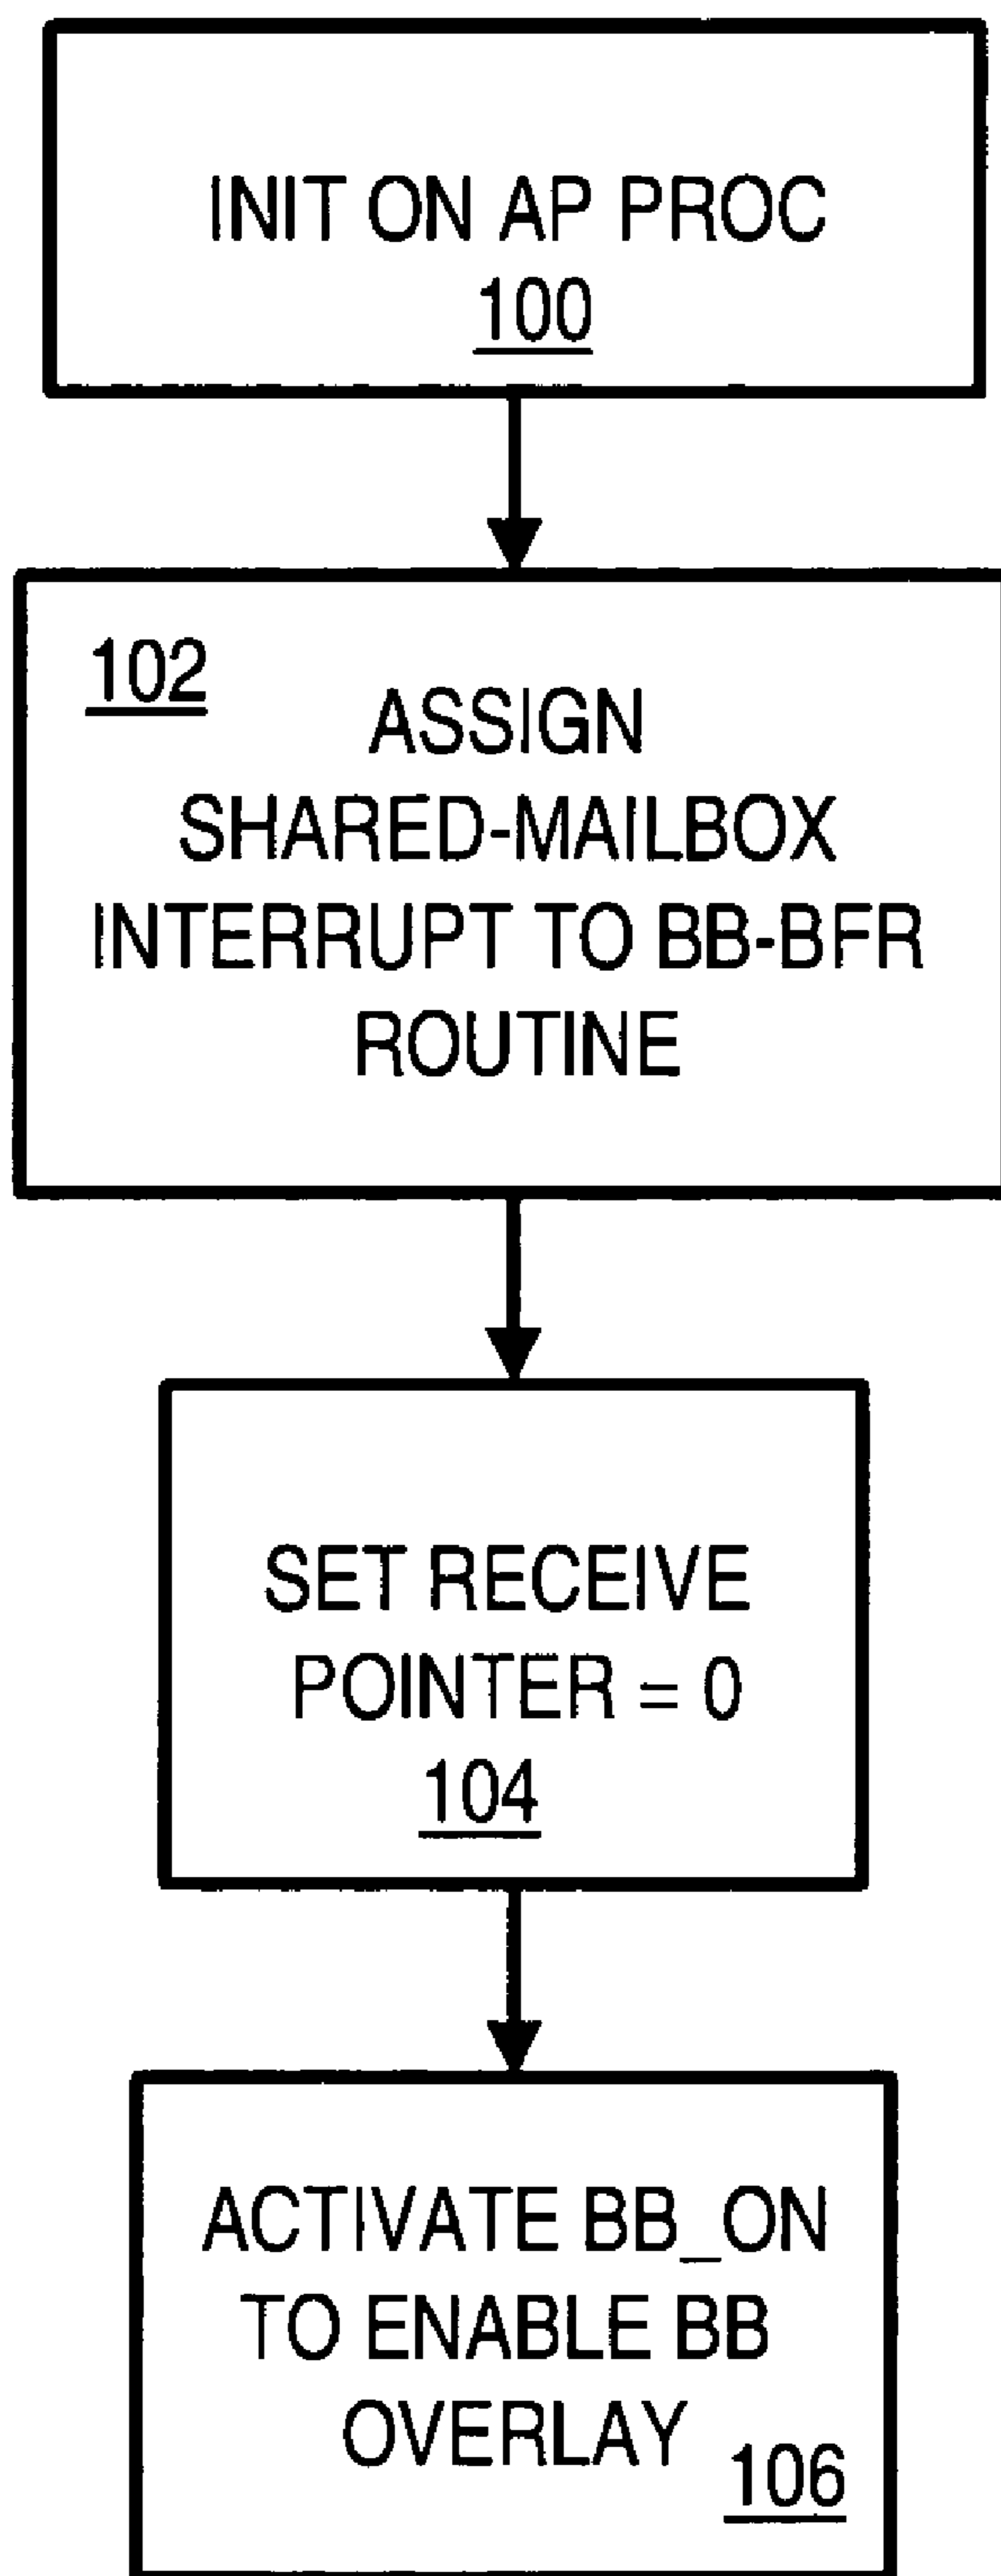 INIT ON AP PROC
100
102
ASSIGN
SHARED-MAILBOX
INTERRUPT TO BB-BFR
ROUTINE
SET RECEIVE
POINTER = 0
104
ACTIVATE BB_ON
TO ENABLE BB
OVERLAY
106